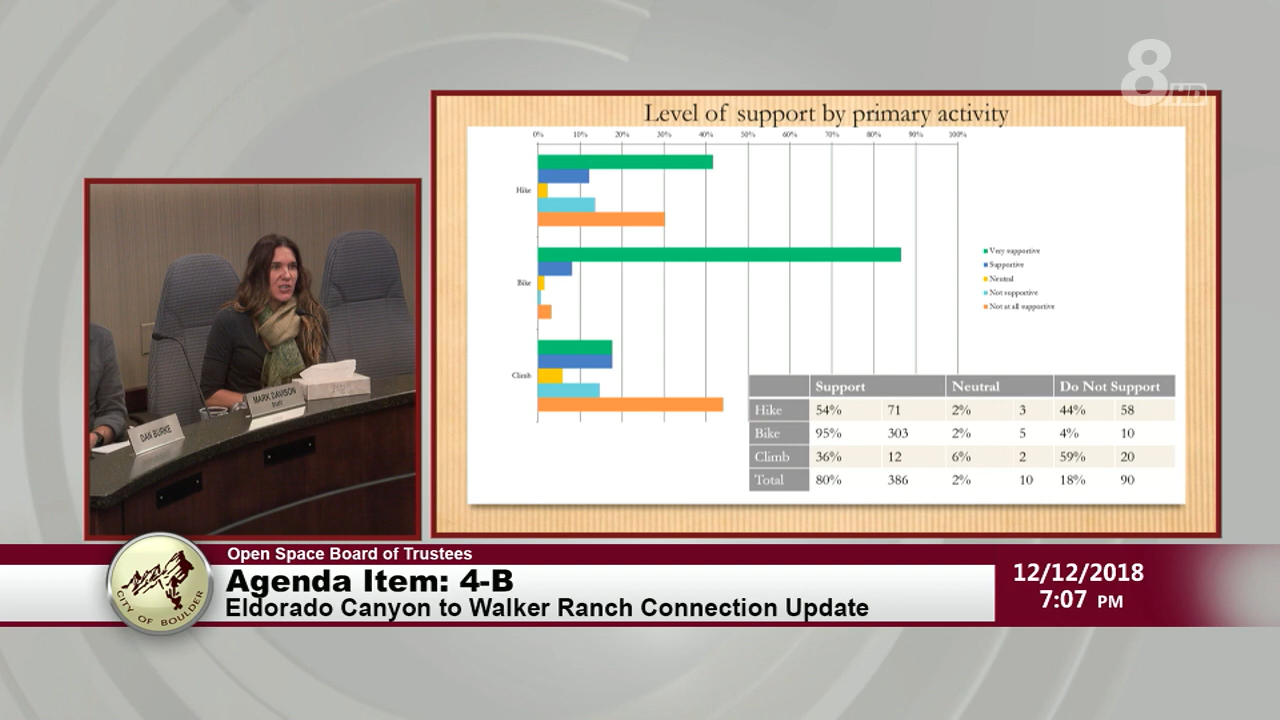 8HD
Level of support by primary activity
0% 10% 20% 30% 40% 50% 60% 70% 80% 90% 100%
Hike
Bike
Climb
Very supportive
Supportive
Neutral
Not supportive
Not at all supportive
Support Neutral Do Not Support
Hike 54% 71 2% 3 44% 58
Bike 95% 303 2% 5 4% 10
Climb 36% 12 6% 2 59% 20
Total 80% 386 2% 10 18% 90
MARK DAVISON
STAFF
DAN BURKE
CITY OF BOULDER
Open Space Board of Trustees
Agenda Item: 4-B
Eldorado Canyon to Walker Ranch Connection Update
12/12/2018
7:07 PM